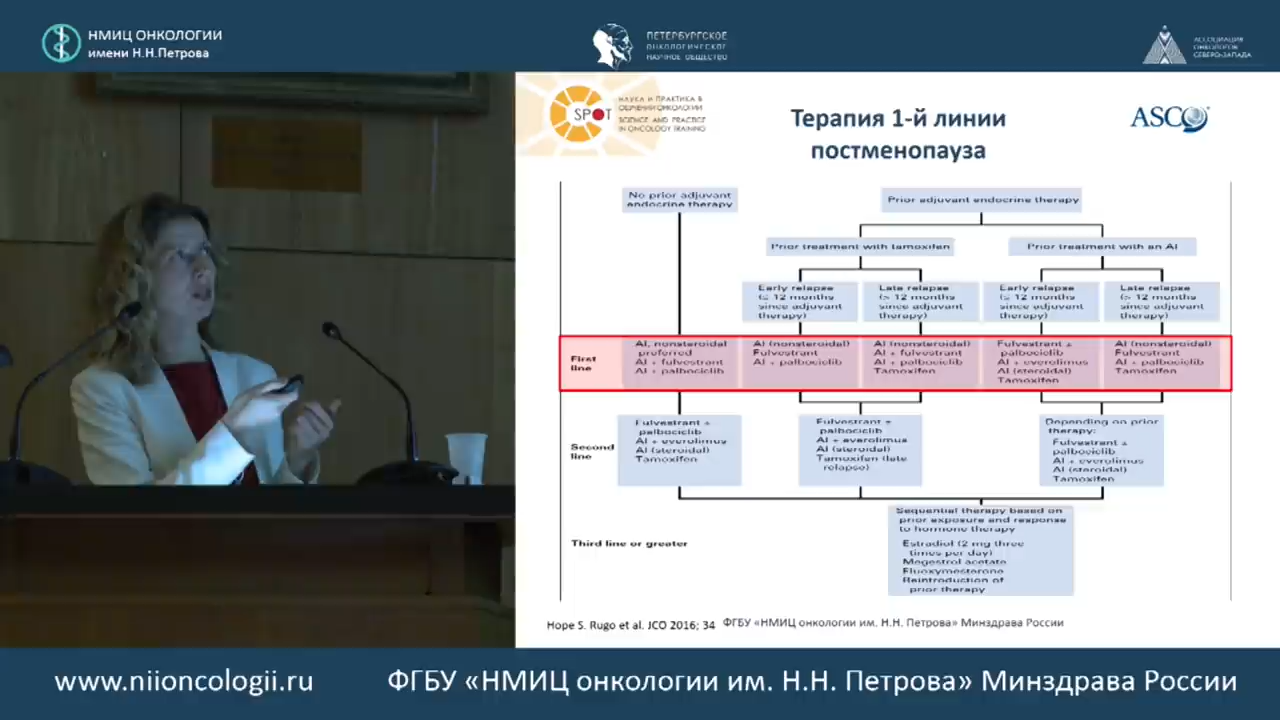 НМИЦ ОНКОЛОГИИ
имени Н.Н.Петрова
ПЕТЕРБУРГСКОЕ
ОНКОЛОГИЧЕСКОЕ
НАУЧНОЕ ОБЩЕСТВО
АССОЦИАЦИЯ
ОНКОЛОГОВ
СЕВЕРО-ЗАПАДА
SPOT
НАУКА И ПРАКТИКА В
ОБУЧЕНИИ ОНКОЛОГИИ
SCIENCE AND PRACTICE
IN ONCOLOGY TRAINING
Терапия 1-й линии
постменопауза
ASCO
No prior adjuvant
endocrine therapy
Prior adjuvant endocrine therapy
Prior treatment with tamoxifen
Prior treatment with an AI
Early relapse
(≤ 12 months
since adjuvant
therapy)
Late relapse
(> 12 months
since adjuvant
therapy)
Early relapse
(≤ 12 months
since adjuvant
therapy)
Late relapse
(> 12 months
since adjuvant
therapy)
First
line
AI, nonsteroidal
preferred
AI + fulvestrant
AI + palbociclib
AI (nonsteroidal)
Fulvestrant
AI + palbociclib
AI (nonsteroidal)
AI + fulvestrant
AI + palbociclib
Tamoxifen
Fulvestrant ±
palbociclib
AI + everolimus
AI (steroidal)
Tamoxifen
AI (nonsteroidal)
Fulvestrant
AI + palbociclib
Tamoxifen
Second
line
Fulvestrant ±
palbociclib
AI + everolimus
AI (steroidal)
Tamoxifen
Fulvestrant ±
palbociclib
AI + everolimus
AI (steroidal)
Tamoxifen (late
relapse)
Depending on prior
therapy:
Fulvestrant ±
palbociclib
AI + everolimus
AI (steroidal)
Tamoxifen
Third line or greater
Sequential therapy based on
prior exposure and response
to hormone therapy
Estradiol (2 mg three
times per day)
Megestrol acetate
Fluoxymesterone
Reintroduction of
prior therapy
Hope S. Rugo et al. JCO 2016; 34
ФГБУ «НМИЦ онкологии им. Н.Н. Петрова» Минздрава России
www.niioncologii.ru
ФГБУ «НМИЦ онкологии им. Н.Н. Петрова» Минздрава России